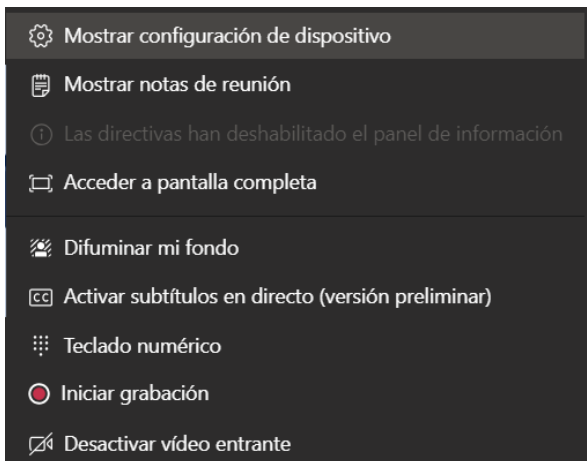 Mostrar configuración de dispositivo
Mostrar notas de reunión
Las directivas han deshabilitado el panel de información
Acceder a pantalla completa
Difuminar mi fondo
CC Activar subtítulos en directo (versión preliminar)
Teclado numérico
Iniciar grabación
Desactivar vídeo entrante